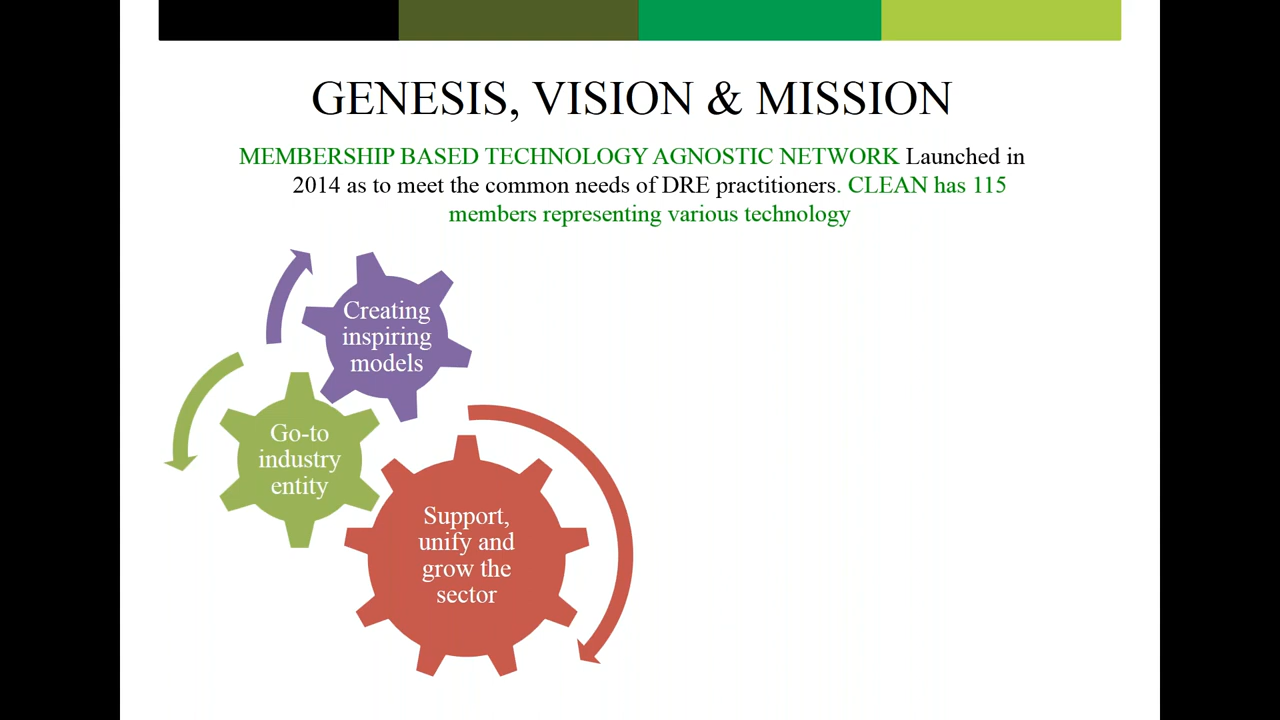 GENESIS, VISION & MISSION
MEMBERSHIP BASED TECHNOLOGY AGNOSTIC NETWORK Launched in
2014 as to meet the common needs of DRE practitioners. CLEAN has 115
members representing various technology
Creating
inspiring
models
Go-to
industry
entity
Support,
unify and
grow the
sector